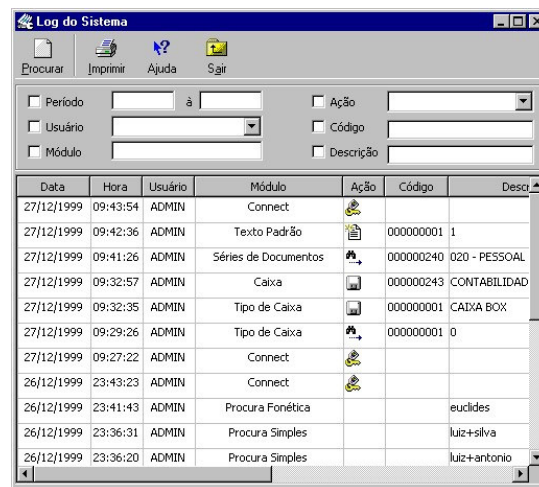 Log do Sistema
Procurar Imprimir Ajuda Sair
Período à Ação
Usuário Código
Módulo Descrição
Data Hora Usuário Módulo Ação Código Descr
27/12/1999 09:43:54 ADMIN Connect
27/12/1999 09:42:36 ADMIN Texto Padrão 000000001 1
27/12/1999 09:41:26 ADMIN Séries de Documentos 000000240 020 - PESSOAL
27/12/1999 09:32:57 ADMIN Caixa 000000243 CONTABILIDAD
27/12/1999 09:32:35 ADMIN Tipo de Caixa 000000001 CAIXA BOX
27/12/1999 09:29:26 ADMIN Tipo de Caixa 000000001 0
27/12/1999 09:27:22 ADMIN Connect
26/12/1999 23:43:23 ADMIN Connect
26/12/1999 23:41:43 ADMIN Procura Fonética euclides
26/12/1999 23:36:31 ADMIN Procura Simples luiz+silva
26/12/1999 23:36:20 ADMIN Procura Simples luiz+antonio